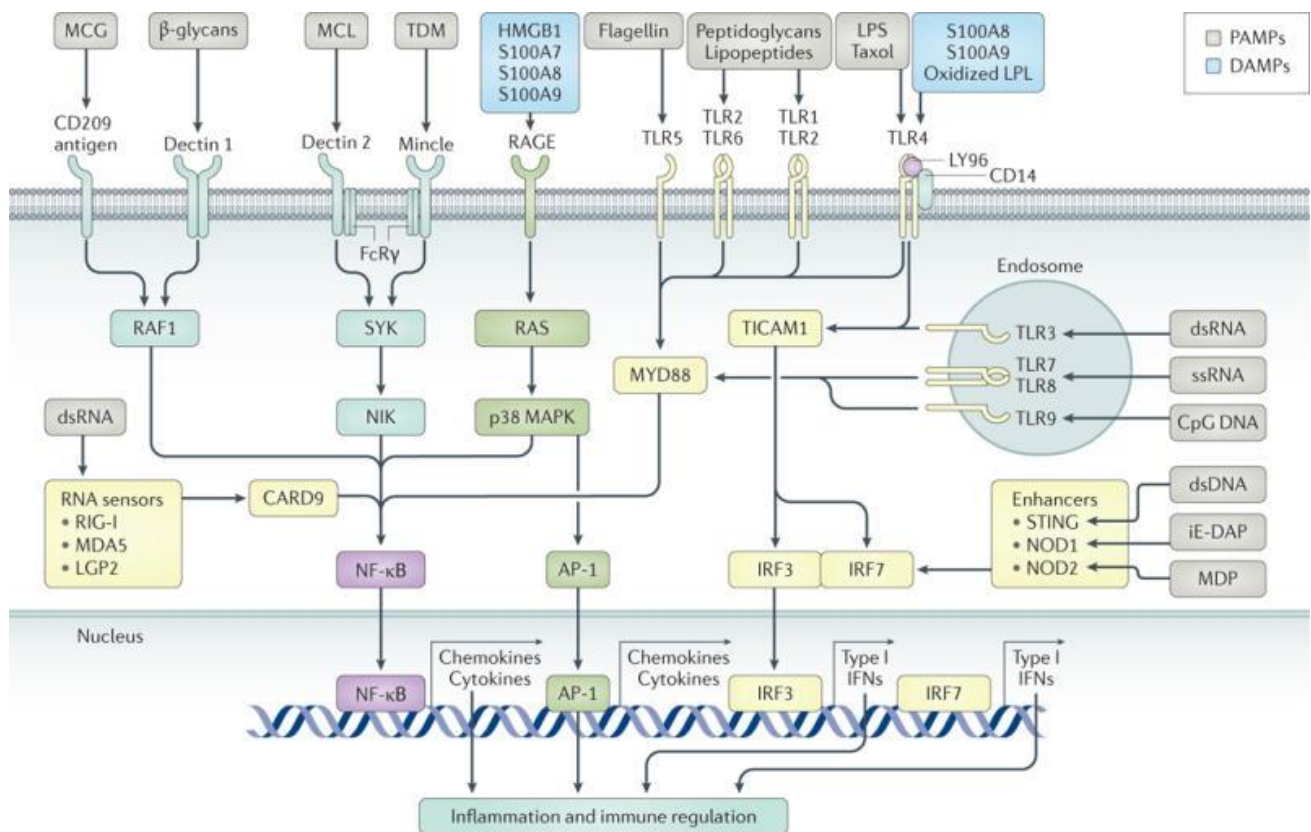 MCG
β-glycans
MCL
TDM
HMGB1
S100A7
S100A8
S100A9
Flagellin
Peptidoglycans
Lipopeptides
LPS
Taxol
S100A8
S100A9
Oxidized LPL
PAMPs
DAMPs
CD209
antigen
Dectin 1
Dectin 2
Mincle
RAGE
TLR5
TLR2
TLR6
TLR1
TLR2
TLR4
LY96
CD14
FcRγ
Endosome
RAF1
SYK
RAS
TICAM1
TLR3
dsRNA
MYD88
TLR7
TLR8
ssRNA
dsRNA
NIK
p38 MAPK
TLR9
CpG DNA
RNA sensors
• RIG-I
• MDA5
• LGP2
CARD9
Enhancers
• STING
• NOD1
• NOD2
dsDNA
iE-DAP
MDP
NF-κB
AP-1
IRF3
IRF7
Nucleus
Chemokines
Cytokines
Chemokines
Cytokines
Type I
IFNs
Type I
IFNs
NF-κB
AP-1
IRF3
IRF7
Inflammation and immune regulation